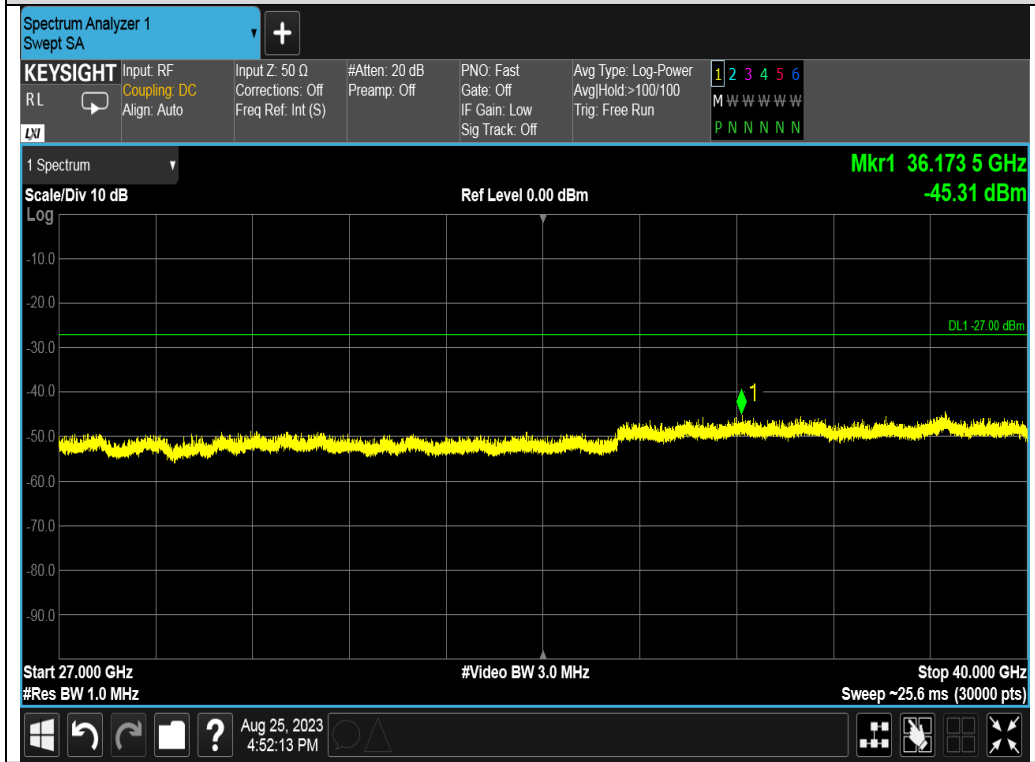 Spectrum Analyzer 1
Swept SA
KEYSIGHT
RL
LXI
Input: RF
Coupling: DC
Align: Auto
Input Z: 50 Ω
Corrections: Off
Freq Ref: Int (S)
#Atten: 20 dB
Preamp: Off
PNO: Fast
Gate: Off
IF Gain: Low
Sig Track: Off
Avg Type: Log-Power
Avg|Hold:>100/100
Trig: Free Run
1 2 3 4 5 6
M W W W W W
P N N N N N
1 Spectrum
Mkr1 36.173 5 GHz
Scale/Div 10 dB
Ref Level 0.00 dBm
-45.31 dBm
Log
-10.0
-20.0
DL1 -27.00 dBm
-30.0
-40.0
1
-50.0
-60.0
-70.0
-80.0
-90.0
Start 27.000 GHz
#Video BW 3.0 MHz
Stop 40.000 GHz
#Res BW 1.0 MHz
Sweep ~25.6 ms (30000 pts)
?
Aug 25, 2023
4:52:13 PM